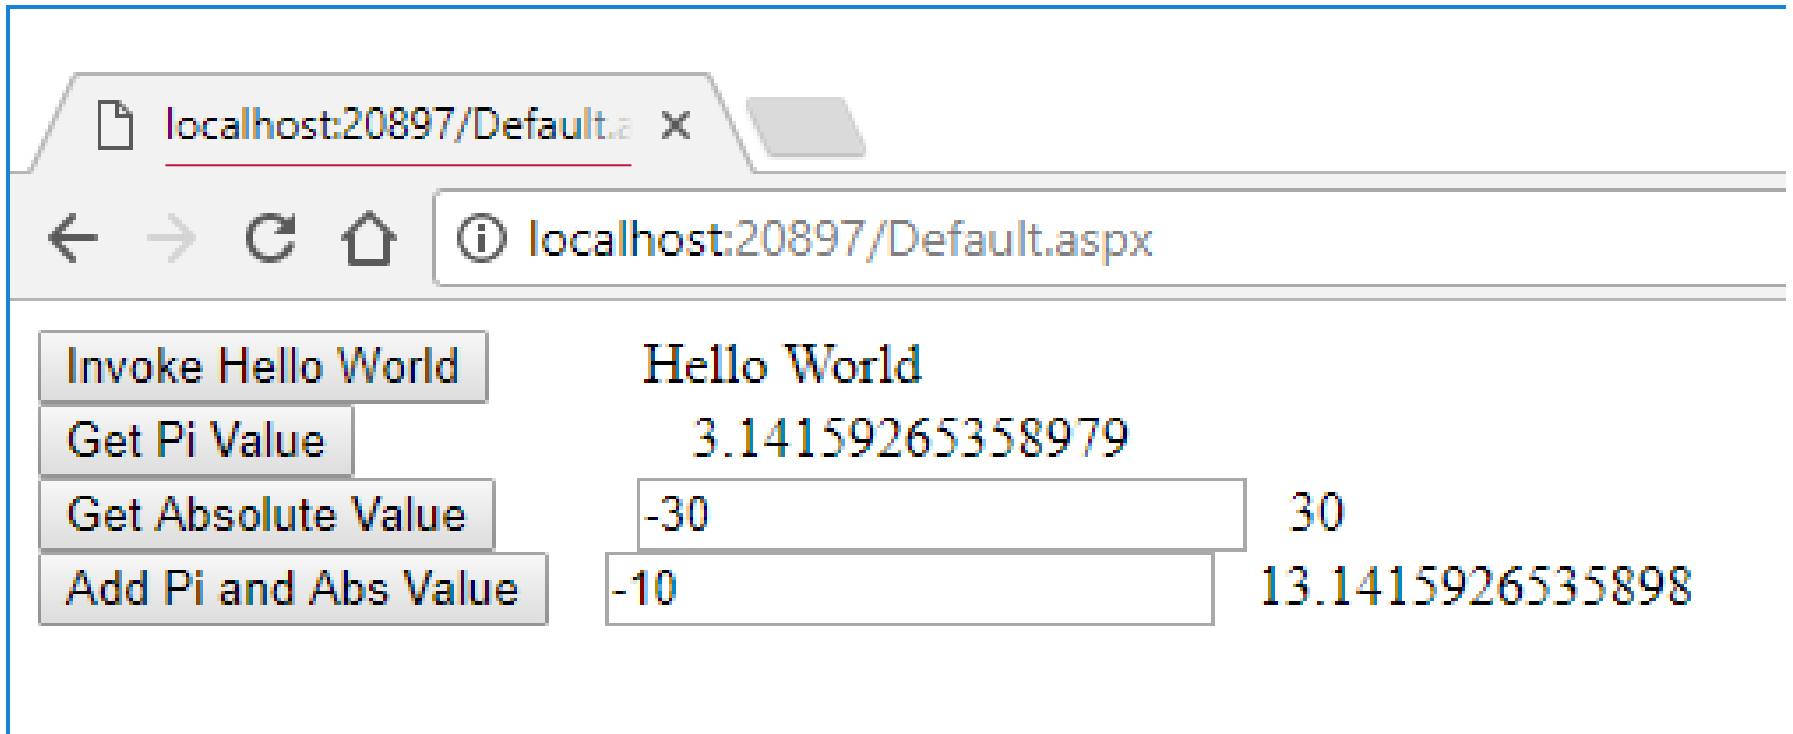 localhost:20897/Default.a
localhost:20897/Default.aspx
Invoke Hello World Hello World
Get Pi Value 3.14159265358979
Get Absolute Value -30 30
Add Pi and Abs Value -10 13.1415926535898